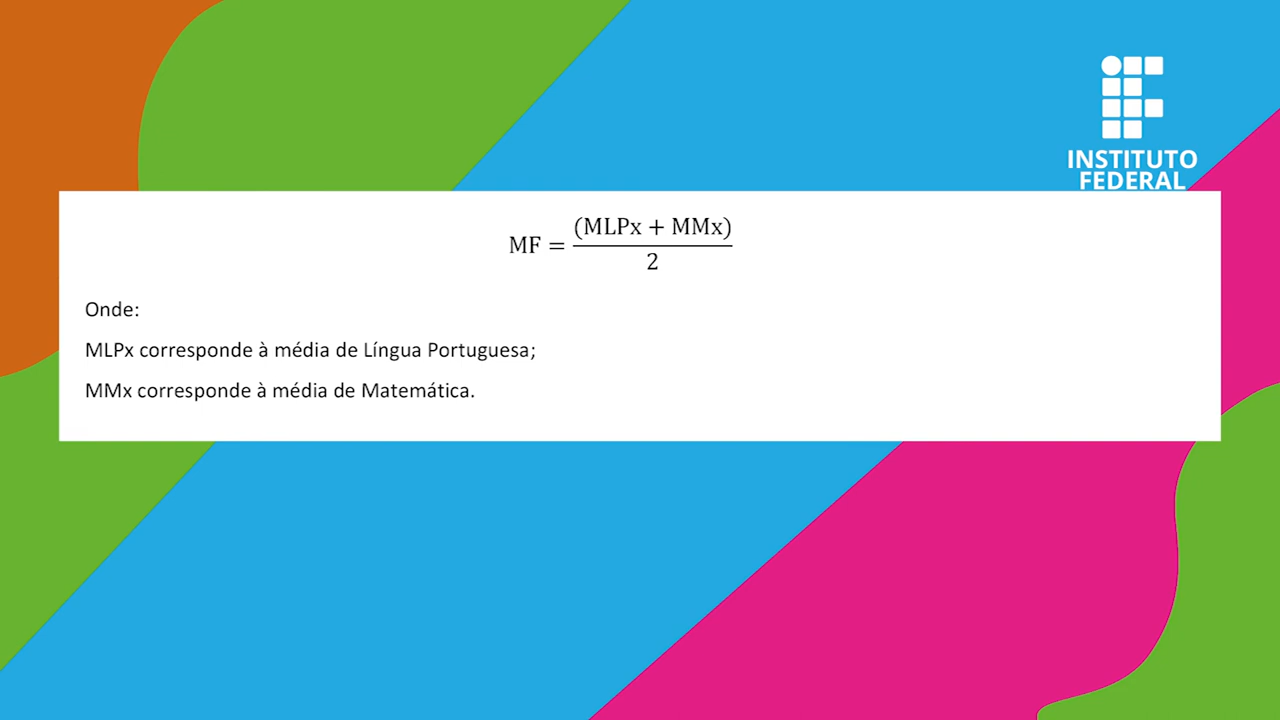 INSTITUTO
FEDERAL
MF = (MLPx + MMx)
2
Onde:
MLPx corresponde à média de Língua Portuguesa;
MMx corresponde à média de Matemática.